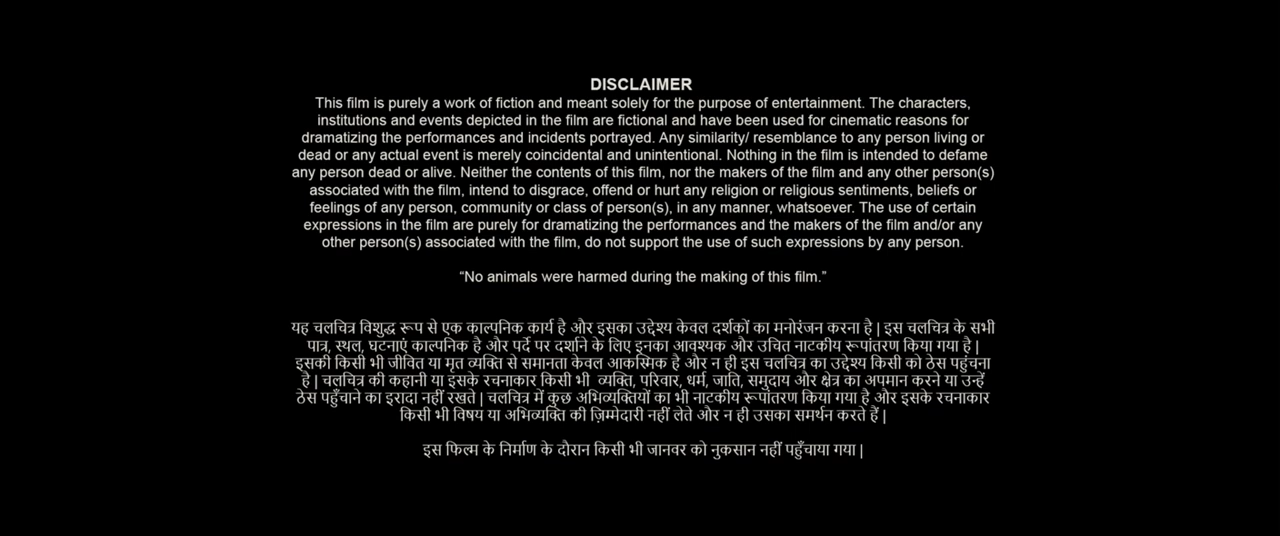 DISCLAIMER
This film is purely a work of fiction and meant solely for the purpose of entertainment. The characters,
institutions and events depicted in the film are fictional and have been used for cinematic reasons for
dramatizing the performances and incidents portrayed. Any similarity/ resemblance to any person living or
dead or any actual event is merely coincidental and unintentional. Nothing in the film is intended to defame
any person dead or alive. Neither the contents of this film, nor the makers of the film and any other person(s)
associated with the film, intend to disgrace, offend or hurt any religion or religious sentiments, beliefs or
feelings of any person, community or class of person(s), in any manner, whatsoever. The use of certain
expressions in the film are purely for dramatizing the performances and the makers of the film and/or any
other person(s) associated with the film, do not support the use of such expressions by any person.
“No animals were harmed during the making of this film.”
यह चलचित्र विशुद्ध रूप से एक काल्पनिक कार्य है और इसका उद्देश्य केवल दर्शकों का मनोरंजन करना है | इस चलचित्र के सभी
पात्र, स्थल, घटनाएं काल्पनिक है और पर्दे पर दर्शाने के लिए इनका आवश्यक और उचित नाटकीय रूपांतरण किया गया है |
इसकी किसी भी जीवित या मृत व्यक्ति से समानता केवल आकस्मिक है और न ही इस चलचित्र का उद्देश्य किसी को ठेस पहुंचना
है | चलचित्र की कहानी या इसके रचनाकार किसी भी व्यक्ति, परिवार, धर्म, जाति, समुदाय और क्षेत्र का अपमान करने या उन्हें
ठेस पहुँचाने का इरादा नहीं रखते | चलचित्र में कुछ अभिव्यक्तियों का भी नाटकीय रूपांतरण किया गया है और इसके रचनाकार
किसी भी विषय या अभिव्यक्ति की ज़िम्मेदारी नहीं लेते और न ही उसका समर्थन करते हैं |
इस फिल्म के निर्माण के दौरान किसी भी जानवर को नुकसान नहीं पहुँचाया गया |